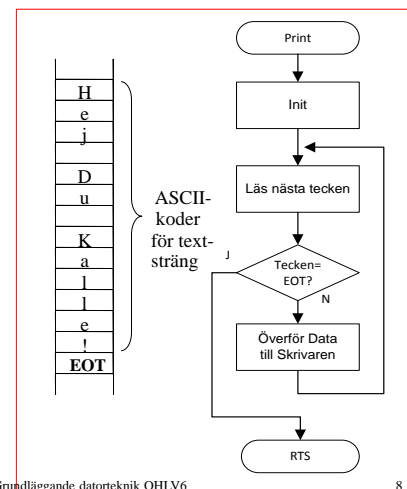 H
e
j
D
u
K
a
l
l
e
!
EOT
ASCII-
koder
för text-
sträng
Print
Init
Läs nästa tecken
Tecken=
EOT?
J
N
Överför Data
till Skrivaren
RTS
Grundläggande datorteknik OHLV6
8